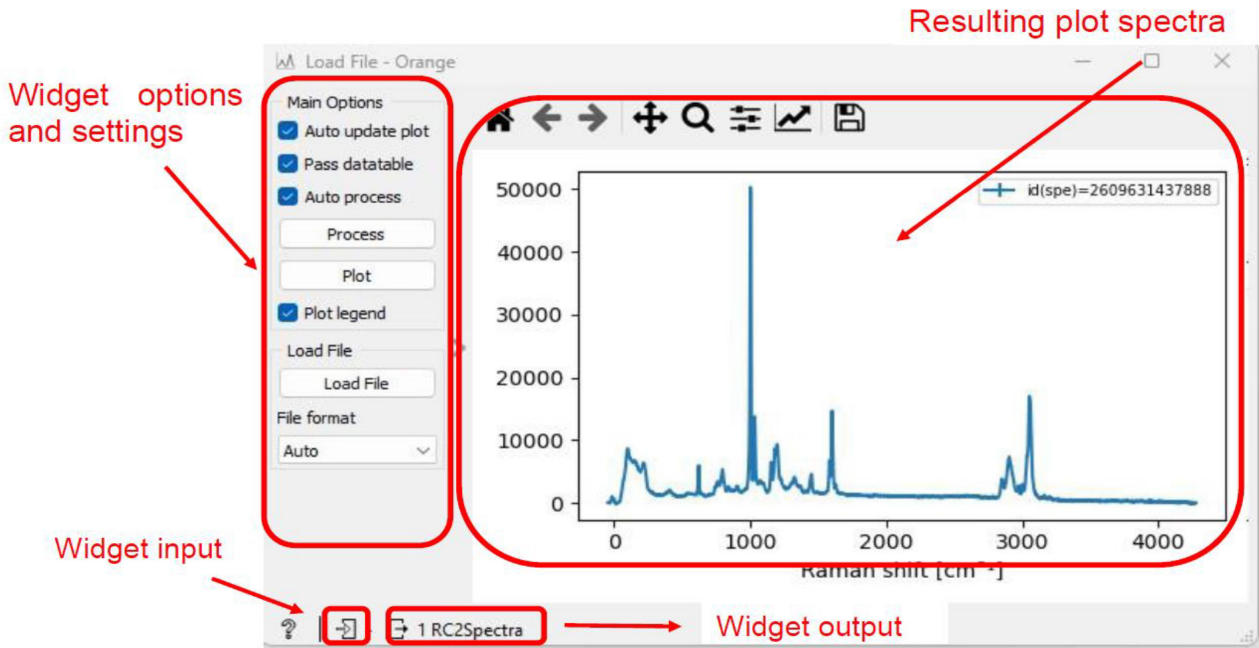 Resulting plot spectra
Load File - Orange
Widget options
and settings
Main Options
Auto update plot
Pass datatable
Auto process
Process
Plot
Plot legend
Load File
Load File
File format
Auto
id(spe)=2609631437888
50000
40000
30000
20000
10000
0
0 1000 2000 3000 4000
Raman shift [cm⁻¹]
Widget input
? 1 RC2Spectra
Widget output